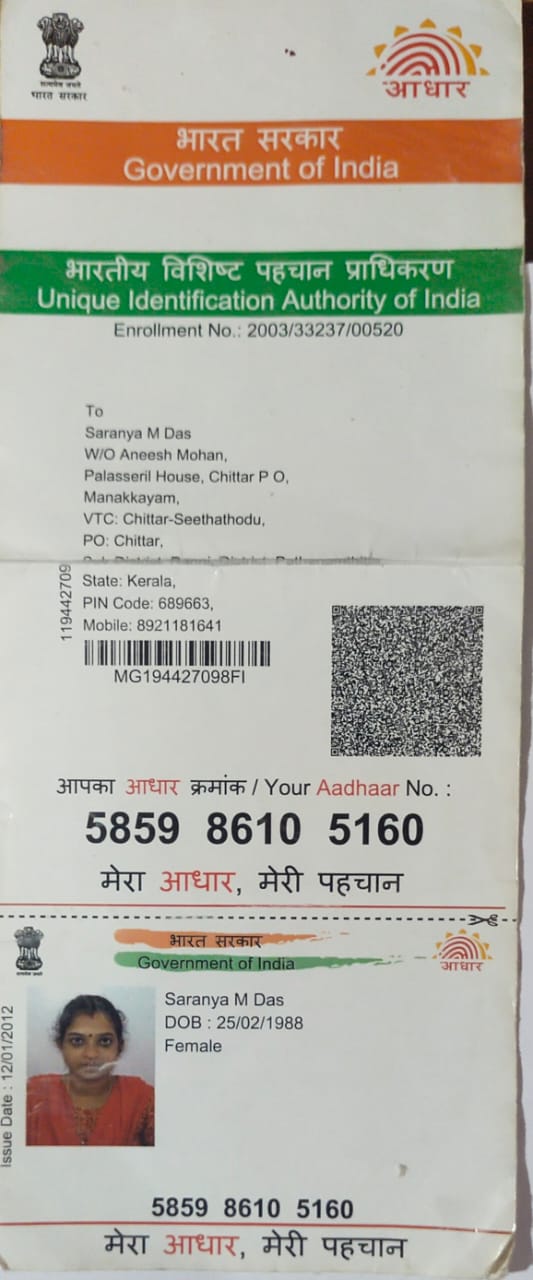 सत्यमेव जयते
भारत सरकार
आधार
भारत सरकार
Government of India
भारतीय विशिष्ट पहचान प्राधिकरण
Unique Identification Authority of India
Enrollment No.: 2003/33237/00520
To
Saranya M Das
W/O Aneesh Mohan,
Palasseril House, Chittar P O,
Manakkayam,
VTC: Chittar-Seethathodu,
PO: Chittar,
State: Kerala,
PIN Code: 689663,
Mobile: 8921181641
119442709
MG194427098FI
आपका आधार क्रमांक / Your Aadhaar No. :
5859 8610 5160
मेरा आधार, मेरी पहचान
भारत सरकार
Government of India
आधार
Issue Date : 12/01/2012
Saranya M Das
DOB : 25/02/1988
Female
5859 8610 5160
मेरा आधार, मेरी पहचान